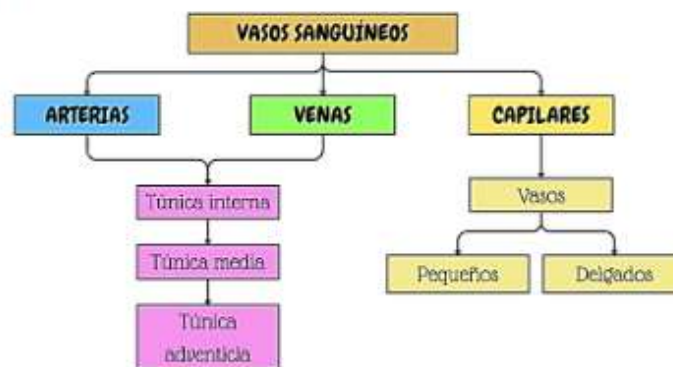 VASOS SANGUÍNEOS
ARTERIAS
VENAS
CAPILARES
Túnica interna
Túnica media
Túnica
adventicia
Vasos
Pequeños
Delgados